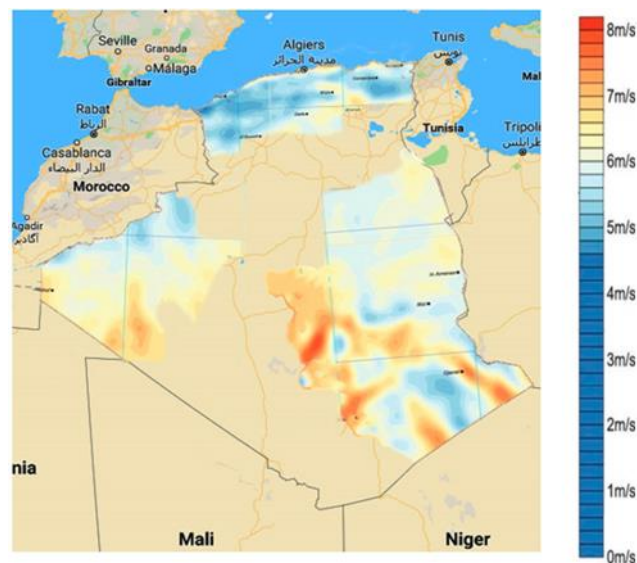 Seville
Granada
Málaga
Gibraltar
Algiers
مدينة الجزائر
Tunis
تونس
Mal
Rabat
الرباط
Casablanca
الدار البيضاء
Morocco
Tunisia
Tripoli
طرابلس
Agadir
أكادير
nia
Mali
Niger
8m/s
7m/s
6m/s
5m/s
4m/s
3m/s
2m/s
1m/s
0m/s